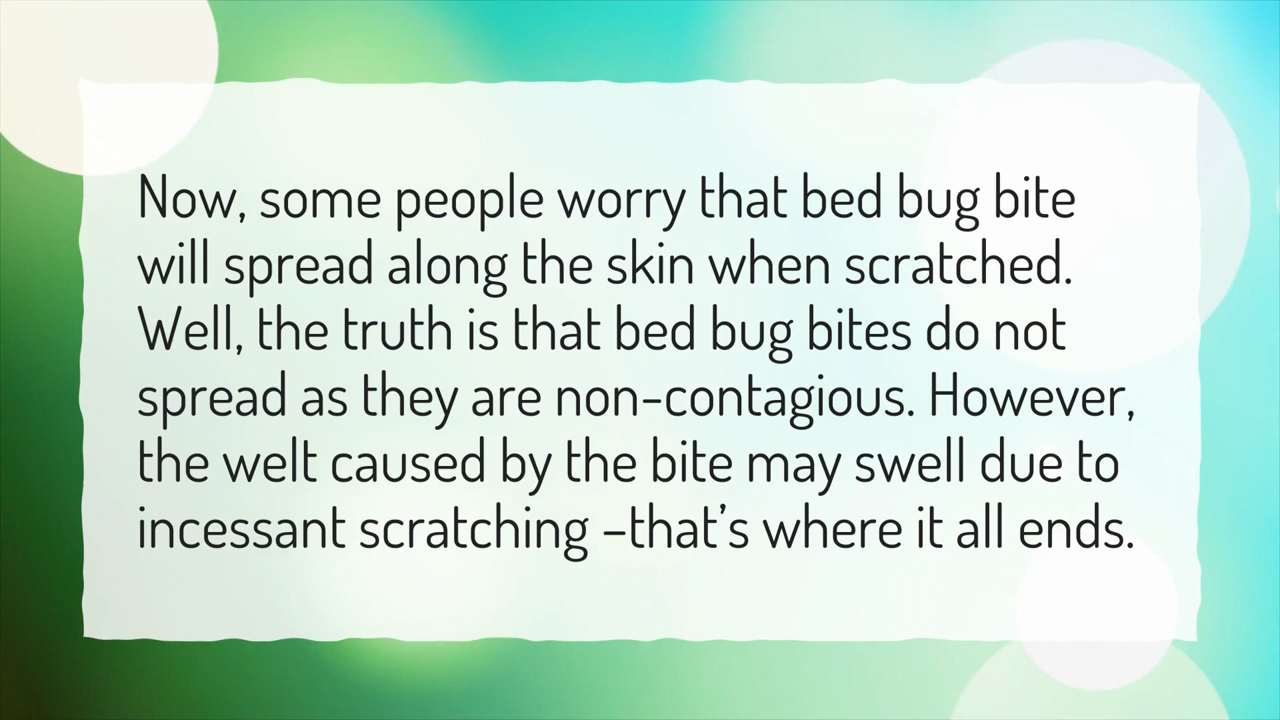 Now, some people worry that bed bug bite
will spread along the skin when scratched.
Well, the truth is that bed bug bites do not
spread as they are non-contagious. However,
the welt caused by the bite may swell due to
incessant scratching –that’s where it all ends.